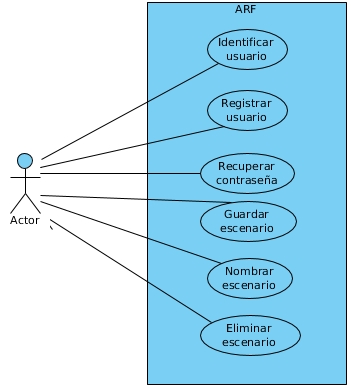 ARF
Identificar
usuario
Registrar
usuario
Recuperar
contraseña
Guardar
escenario
Actor
Nombrar
escenario
Eliminar
escenario